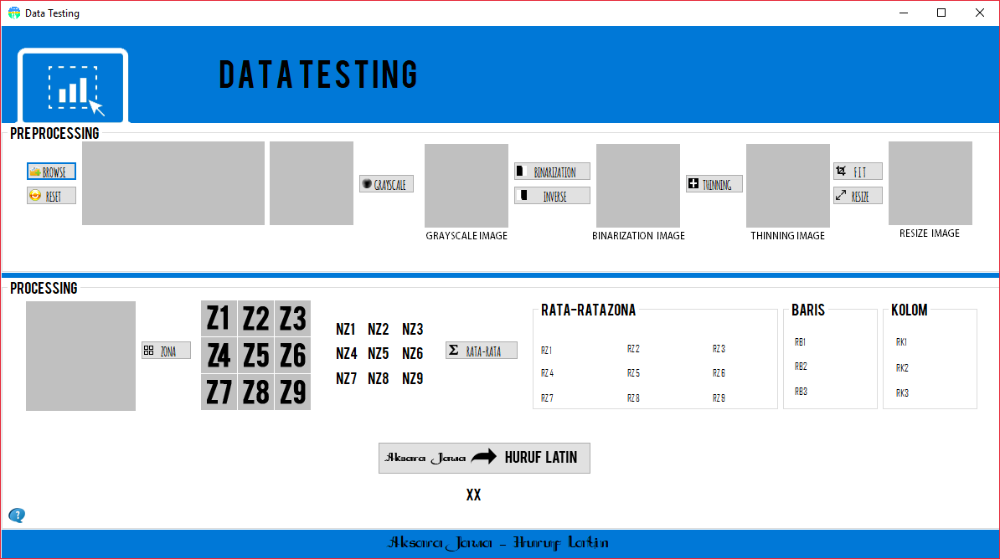 Data Testing
DATA TESTING
PREPROCESSING
BROWSE
RESET
GRAYSCALE
BINARIZATION
INVERSE
THINNING
FIT
RESIZE
GRAYSCALE IMAGE
BINARIZATION IMAGE
THINNING IMAGE
RESIZE IMAGE
PROCESSING
ZONA
Z1 Z2 Z3
Z4 Z5 Z6
Z7 Z8 Z9
NZ1 NZ2 NZ3
NZ4 NZ5 NZ6
NZ7 NZ8 NZ9
Σ RATA-RATA
RATA-RATAZONA
RZ1 RZ2 RZ3
RZ4 RZ5 RZ6
RZ7 RZ8 RZ9
BARIS
RB1
RB2
RB3
KOLOM
RK1
RK2
RK3
Aksara Jawa HURUF LATIN
XX
?
Aksara Jawa - Huruf Latin